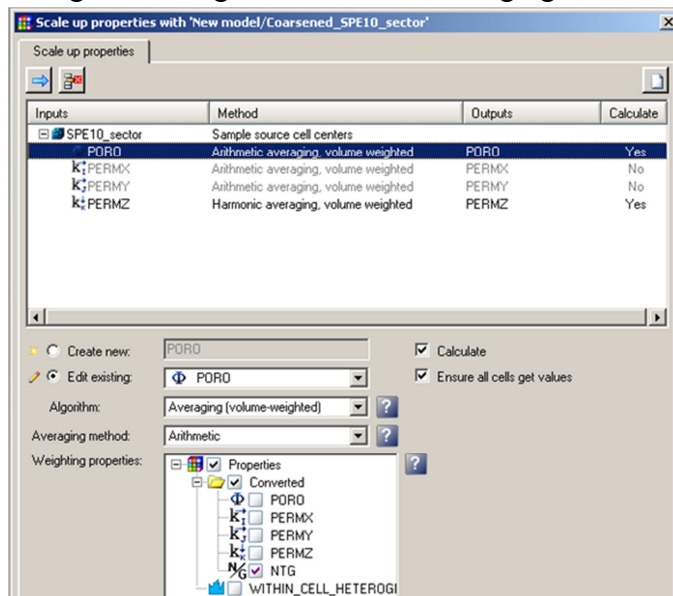 Scale up properties with 'New model/Coarsened_SPE10_sector'
Scale up properties
Inputs Method Outputs Calculate
SPE10_sector Sample source cell centers
PORO Arithmetic averaging, volume weighted PORO Yes
PERMX Arithmetic averaging, volume weighted PERMX No
PERMY Arithmetic averaging, volume weighted PERMY No
PERMZ Harmonic averaging, volume weighted PERMZ Yes
Create new: PORO Calculate
Edit existing: Φ PORO Ensure all cells get values
Algorithm: Averaging (volume-weighted) ?
Averaging method: Arithmetic ?
Weighting properties: Properties ?
Converted
Φ PORO
PERMX
PERMY
PERMZ
N/G NTG
WITHIN_CELL_HETEROGI